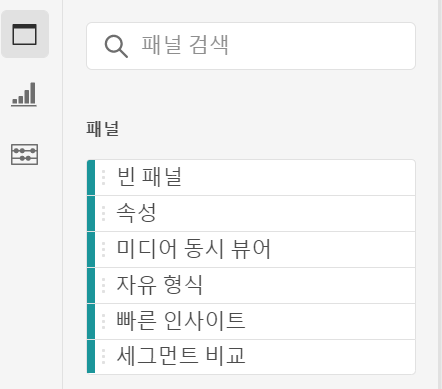 패널 검색
패널
빈 패널
속성
미디어 동시 뷰어
자유 형식
빠른 인사이트
세그먼트 비교